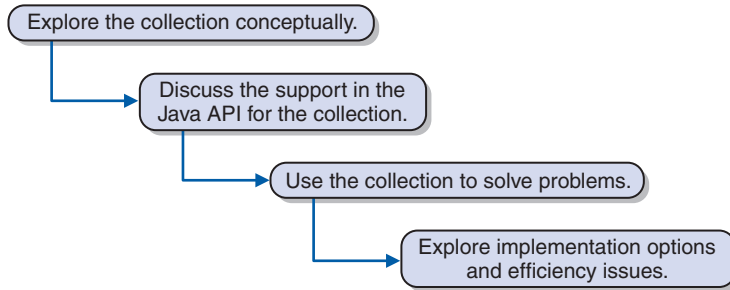 Explore the collection conceptually.
Discuss the support in the
Java API for the collection.
Use the collection to solve problems.
Explore implementation options
and efficiency issues.